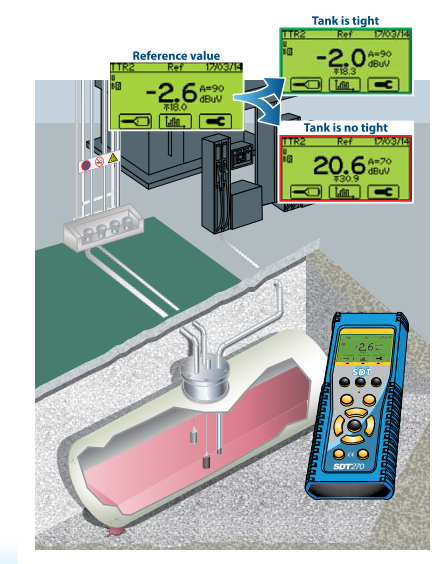 Tank is tight
TTR2 Ref 17/03/14
-2.0 A=90
dBuV
18.3
Reference value
TTR2 Ref 17/03/14
-2.6 A=90
dBuV
18.0
Tank is no tight
TTR2 Ref 17/03/14
20.6 A=70
dBuV
30.9
-2.6
SDT
CE
SDT270